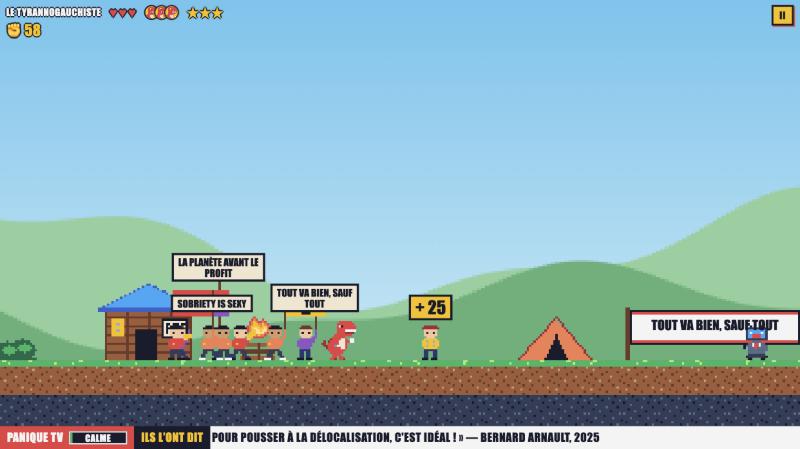 LE TYRANNOGAUCHISTE
58
LA PLANÈTE AVANT LE
PROFIT
SOBRIETY IS SEXY
TOUT VA BIEN, SAUF
TOUT
+ 25
TOUT VA BIEN, SAUF TOUT
PANIQUE TV CALME ILS L'ONT DIT POUR POUSSER À LA DÉLOCALISATION, C'EST IDÉAL ! » — BERNARD ARNAULT, 2025